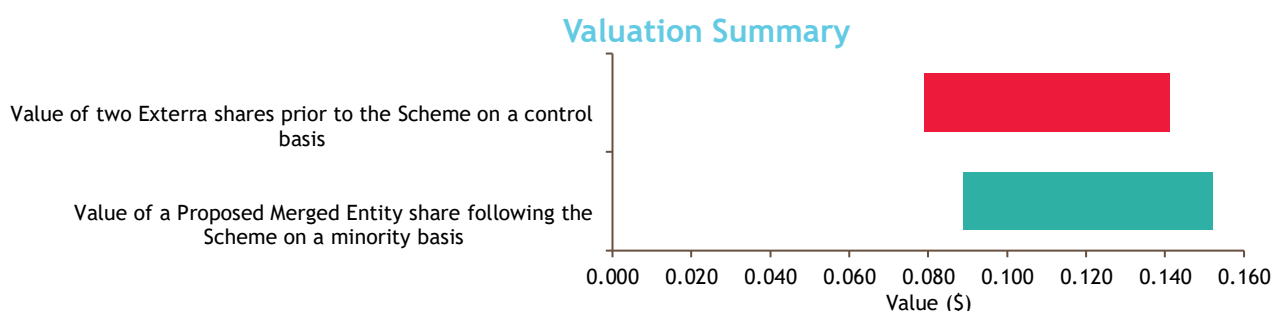 Valuation Summary
Value of two Exterra shares prior to the Scheme on a control
basis
Value of a Proposed Merged Entity share following the
Scheme on a minority basis
0.000 0.020 0.040 0.060 0.080 0.100 0.120 0.140 0.160
Value ($)